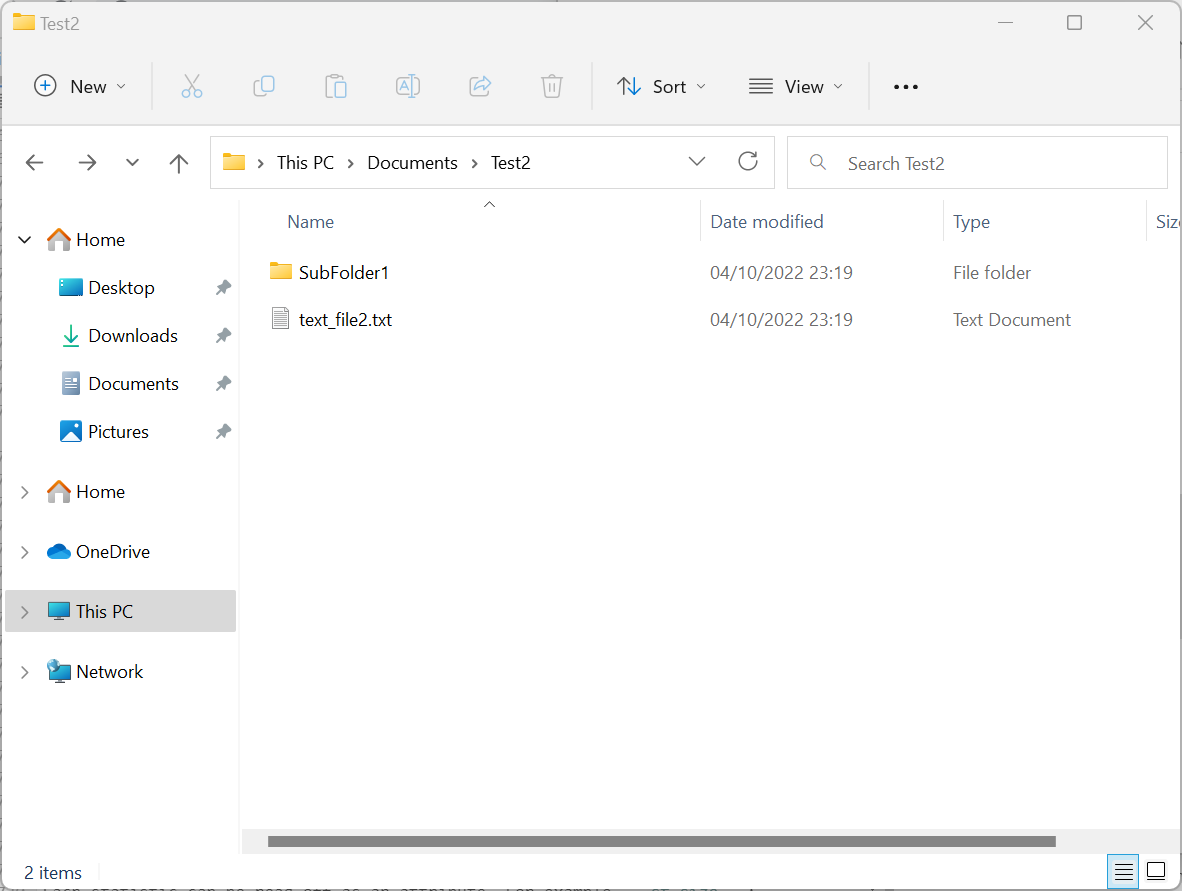 Test2
New
Sort
View
This PC
Documents
Test2
Search Test2
Name
Date modified
Type
Home
SubFolder1
04/10/2022 23:19
File folder
Desktop
text_file2.txt
04/10/2022 23:19
Text Document
Downloads
Documents
Pictures
Home
OneDrive
This PC
Network
2 items